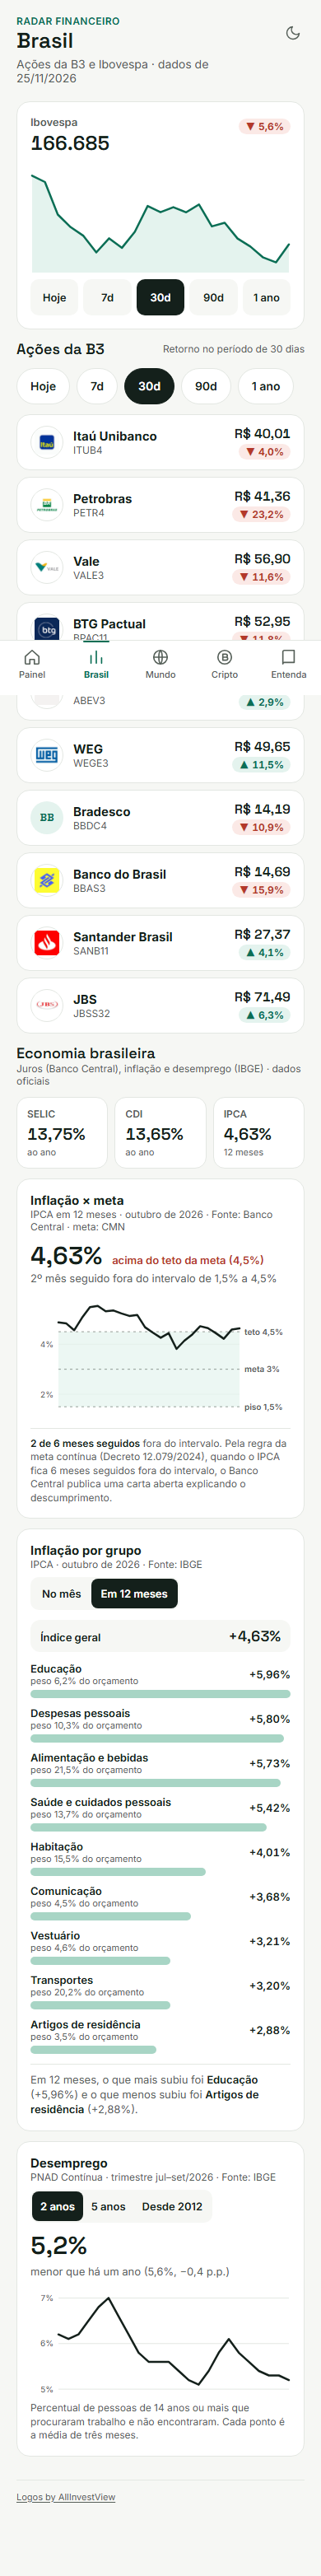 RADAR FINANCEIRO
Brasil
Ações da B3 e Ibovespa · dados de
25/11/2026
Ibovespa
▼ 5,6%
166.685
Hoje 7d 30d 90d 1 ano
Ações da B3
Retorno no período de 30 dias
Hoje 7d 30d 90d 1 ano
Itaú
Itaú Unibanco
ITUB4
R$ 40,01
▼ 4,0%
PETROBRAS
Petrobras
PETR4
R$ 41,36
▼ 23,2%
VALE
Vale
VALE3
R$ 56,90
▼ 11,6%
btg
BTG Pactual
BPAC11
R$ 52,95
▼ 11,8%
Painel Brasil Mundo Cripto Entenda
ABEV3
▲ 2,9%
weg
WEG
WEGE3
R$ 49,65
▲ 11,5%
BB
Bradesco
BBDC4
R$ 14,19
▼ 10,9%
Banco do Brasil
BBAS3
R$ 14,69
▼ 15,9%
Santander Brasil
SANB11
R$ 27,37
▲ 4,1%
JBS
JBS
JBSS32
R$ 71,49
▲ 6,3%
Economia brasileira
Juros (Banco Central), inflação e desemprego (IBGE) · dados
oficiais
SELIC
13,75%
ao ano
CDI
13,65%
ao ano
IPCA
4,63%
12 meses
Inflação × meta
IPCA em 12 meses · outubro de 2026 · Fonte: Banco
Central · meta: CMN
4,63% acima do teto da meta (4,5%)
2º mês seguido fora do intervalo de 1,5% a 4,5%
teto 4,5%
4%
meta 3%
2%
piso 1,5%
2 de 6 meses seguidos fora do intervalo. Pela regra da
meta contínua (Decreto 12.079/2024), quando o IPCA
fica 6 meses seguidos fora do intervalo, o Banco
Central publica uma carta aberta explicando o
descumprimento.
Inflação por grupo
IPCA · outubro de 2026 · Fonte: IBGE
No mês Em 12 meses
Índice geral +4,63%
Educação
peso 6,2% do orçamento
+5,96%
Despesas pessoais
peso 10,3% do orçamento
+5,80%
Alimentação e bebidas
peso 21,5% do orçamento
+5,73%
Saúde e cuidados pessoais
peso 13,7% do orçamento
+5,42%
Habitação
peso 15,5% do orçamento
+4,01%
Comunicação
peso 4,5% do orçamento
+3,68%
Vestuário
peso 4,6% do orçamento
+3,21%
Transportes
peso 20,2% do orçamento
+3,20%
Artigos de residência
peso 3,5% do orçamento
+2,88%
Em 12 meses, o que mais subiu foi Educação
(+5,96%) e o que menos subiu foi Artigos de
residência (+2,88%).
Desemprego
PNAD Contínua · trimestre jul–set/2026 · Fonte: IBGE
2 anos 5 anos Desde 2012
5,2%
menor que há um ano (5,6%, −0,4 p.p.)
7%
6%
5%
Percentual de pessoas de 14 anos ou mais que
procuraram trabalho e não encontraram. Cada ponto é
a média de três meses.
Logos by AllInvestView